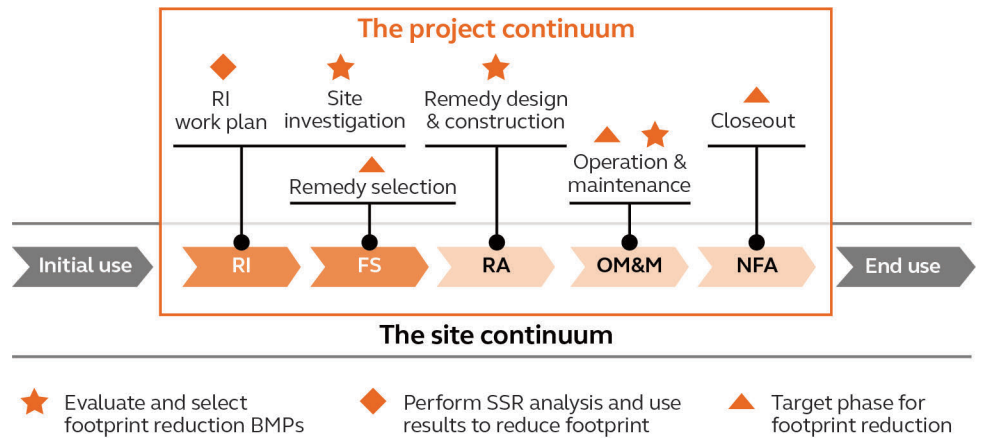 The project continuum
RI
work plan
Site
investigation
Remedy design
& construction
Closeout
Operation &
maintenance
Remedy selection
Initial use
RI
FS
RA
OM&M
NFA
End use
The site continuum
Evaluate and select
footprint reduction BMPs
Perform SSR analysis and use
results to reduce footprint
Target phase for
footprint reduction